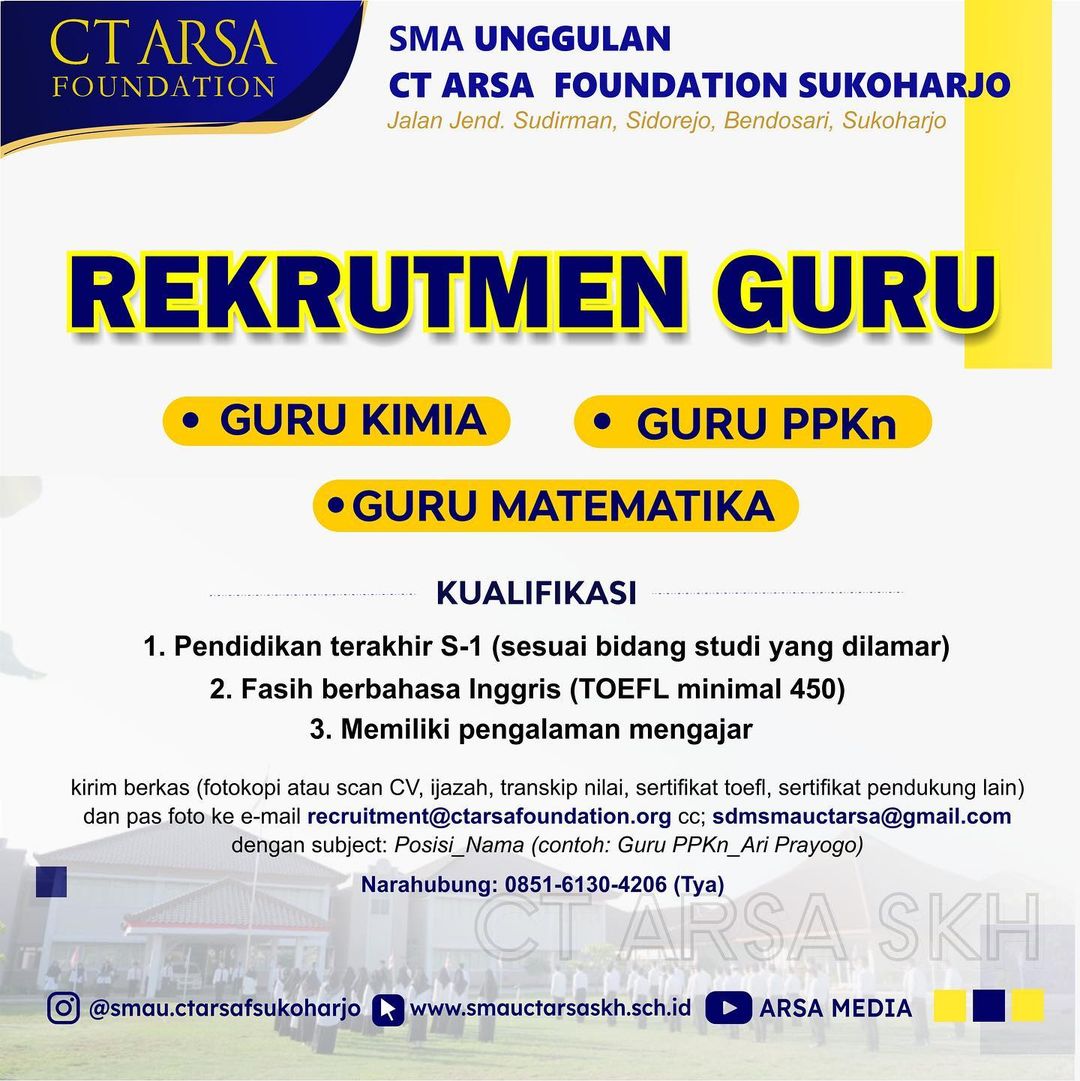 CT ARSA
FOUNDATION
SMA UNGGULAN
CT ARSA FOUNDATION SUKOHARJO
Jalan Jend. Sudirman, Sidorejo, Bendosari, Sukoharjo
REKRUTMEN GURU
• GURU KIMIA
• GURU PPKn
• GURU MATEMATIKA
KUALIFIKASI
1. Pendidikan terakhir S-1 (sesuai bidang studi yang dilamar)
2. Fasih berbahasa Inggris (TOEFL minimal 450)
3. Memiliki pengalaman mengajar
kirim berkas (fotokopi atau scan CV, ijazah, transkip nilai, sertifikat toefl, sertifikat pendukung lain)
dan pas foto ke e-mail recruitment@ctarsafoundation.org cc; sdmsmauctarsa@gmail.com
dengan subject: Posisi_Nama (contoh: Guru PPKn_Ari Prayogo)
Narahubung: 0851-6130-4206 (Tya)
CT ARSA SKH
@smau.ctarsafsukoharjo www.smauctarsaskh.sch.id ARSA MEDIA